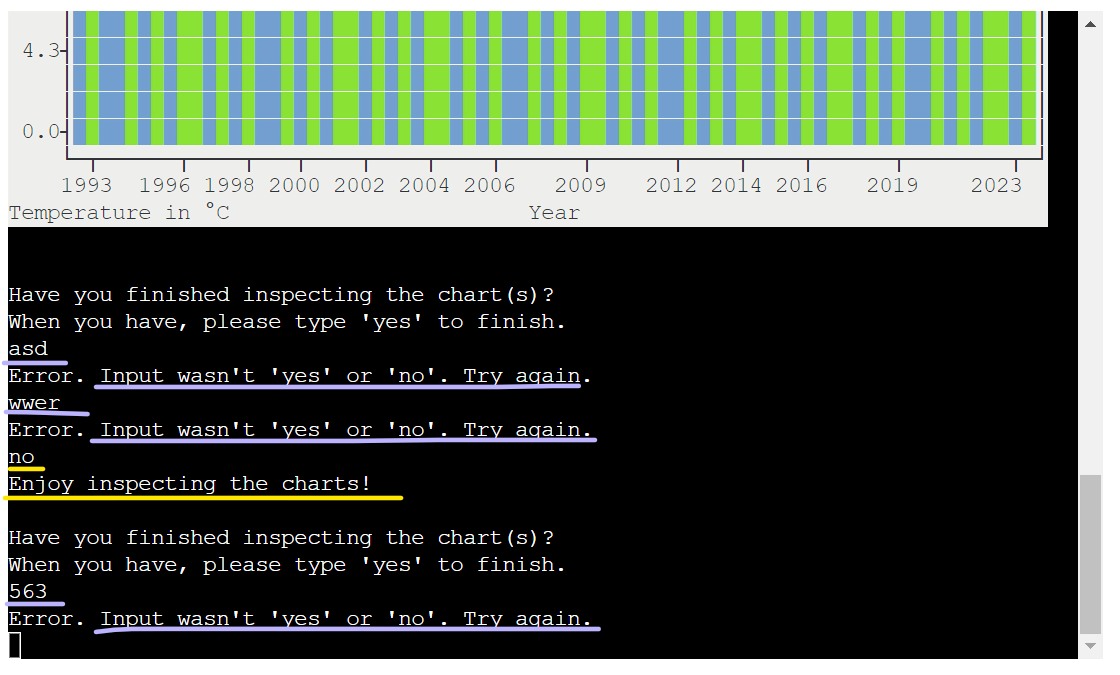 4.3
0.0
1993 1996 1998 2000 2002 2004 2006 2009 2012 2014 2016 2019 2023
Temperature in °C Year
Have you finished inspecting the chart(s)?
When you have, please type 'yes' to finish.
asd
Error. Input wasn't 'yes' or 'no'. Try again.
wwer
Error. Input wasn't 'yes' or 'no'. Try again.
no
Enjoy inspecting the charts!
Have you finished inspecting the chart(s)?
When you have, please type 'yes' to finish.
563
Error. Input wasn't 'yes' or 'no'. Try again.